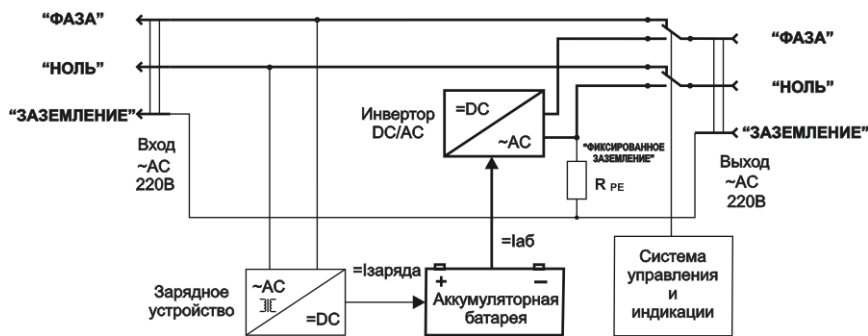 “ФАЗА”
“НОЛЬ”
“ЗАЗЕМЛЕНИЕ”
Вход
~AC
220В
Инвертор
DC/AC
=DC
~AC
“ФИКСИРОВАННОЕ
ЗАЗЕМЛЕНИЕ”
R PE
“ФАЗА”
“НОЛЬ”
“ЗАЗЕМЛЕНИЕ”
Выход
~AC
220В
=Iаб
Зарядное
устройство
~AC
=DC
=Iзаряда
+
−
Аккумуляторная
батарея
Система
управления
и
индикации